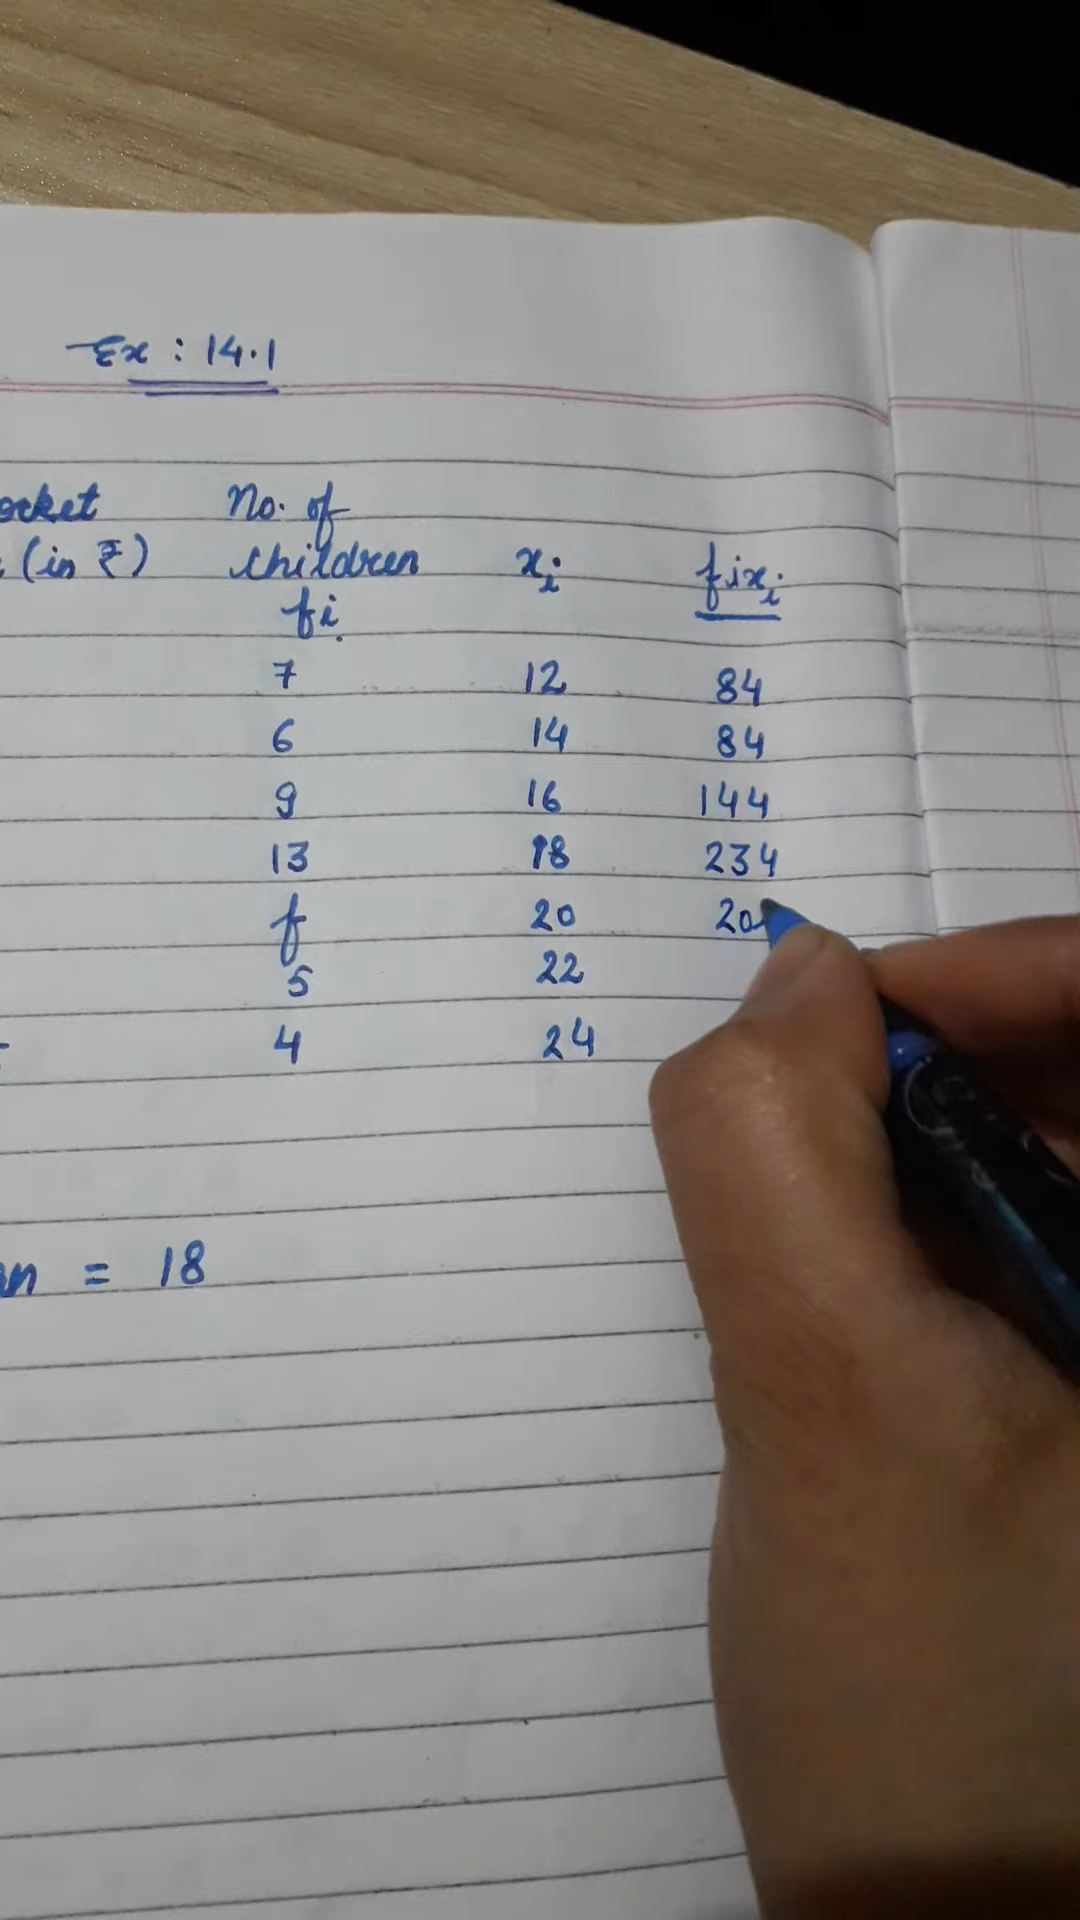 Ex : 14.1
No. of
(in ₹) children xi fixi
fi
7 12 84
6 14 84
9 16 144
13 18 234
f 20 20
5 22
4 24
= 18